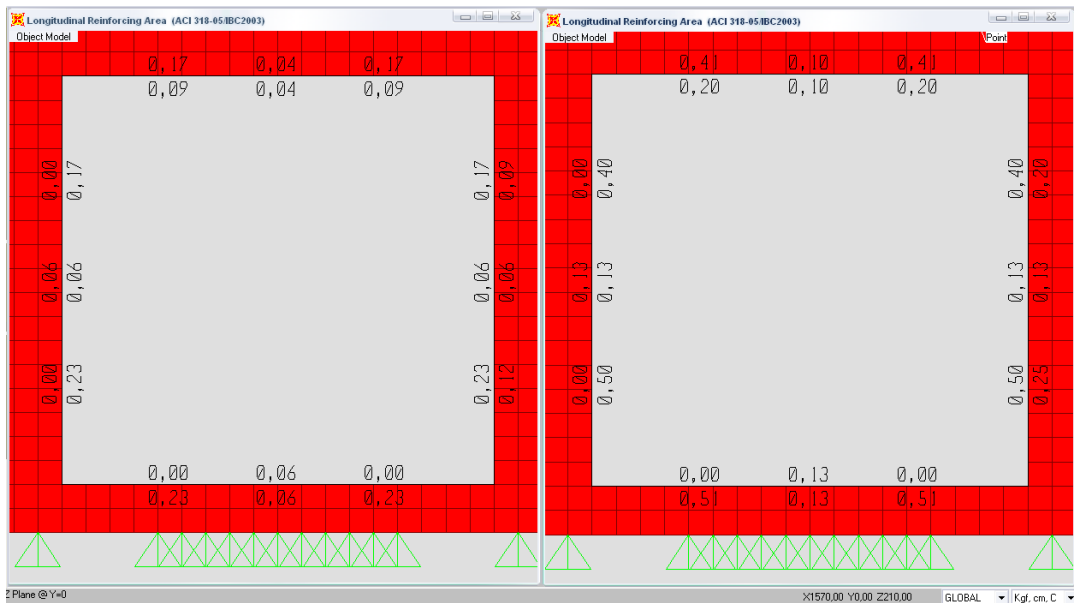 Longitudinal Reinforcing Area (ACI 318-05/IBC2003)
Object Model
0,17 0,04 0,17
0,09 0,04 0,09
0,00 0,17
0,17 0,09
0,06 0,06
0,06 0,06
0,00 0,23
0,23 0,12
0,00 0,06 0,00
0,23 0,06 0,23
Longitudinal Reinforcing Area (ACI 318-05/IBC2003)
Object Model
Point
0,41 0,10 0,41
0,20 0,10 0,20
0,00 0,40
0,40 0,20
0,13 0,13
0,13 0,13
0,00 0,50
0,50 0,25
0,00 0,13 0,00
0,51 0,13 0,51
Z Plane @ Y=0
X1570,00 Y0,00 Z210,00
GLOBAL
Kgf, cm, C